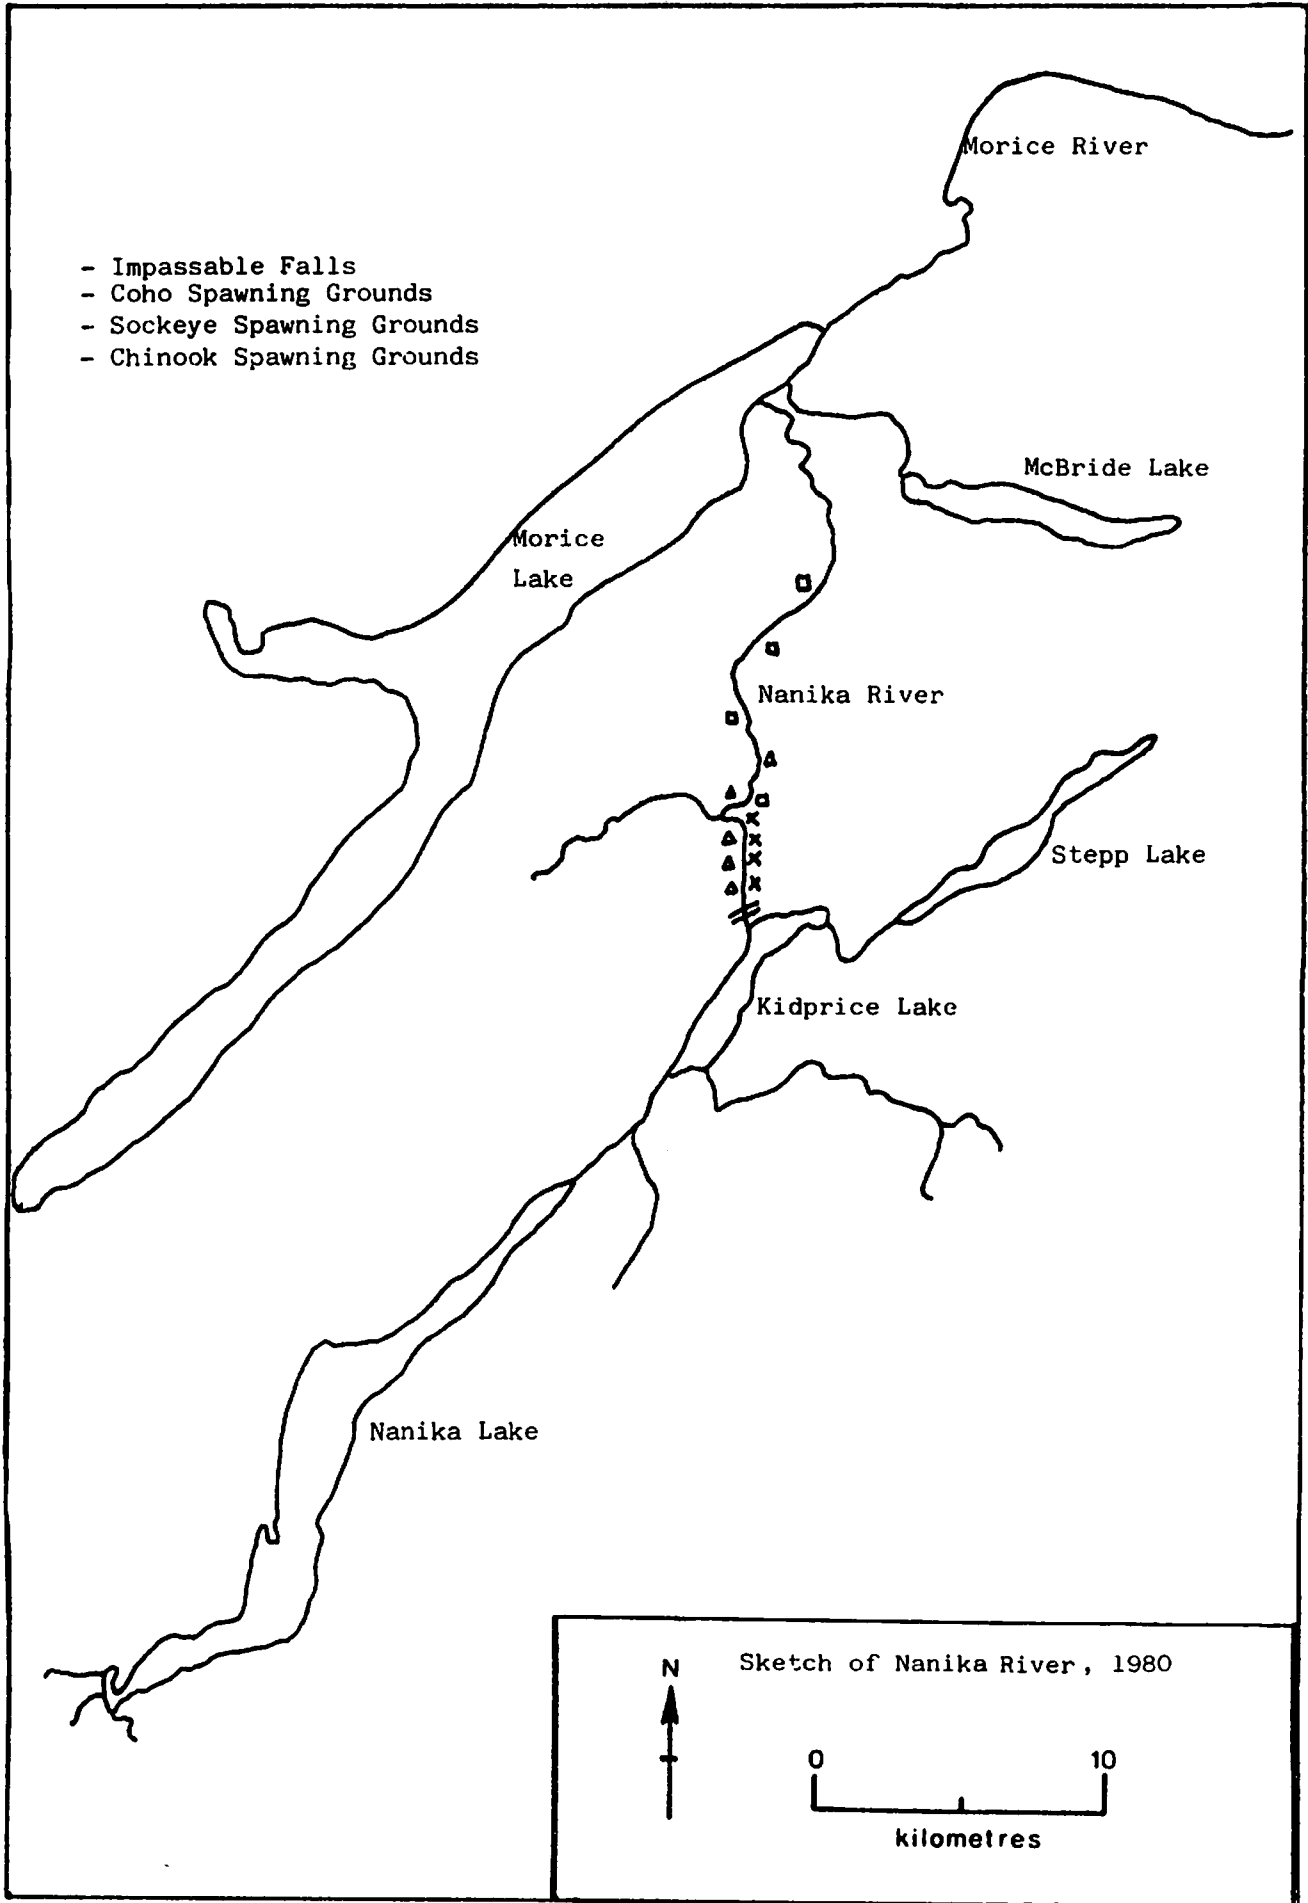 Morice River
- Impassable Falls
- Coho Spawning Grounds
- Sockeye Spawning Grounds
- Chinook Spawning Grounds
McBride Lake
Morice
Lake
Nanika River
Stepp Lake
Kidprice Lake
Nanika Lake
Sketch of Nanika River, 1980
N
0 10
kilometres